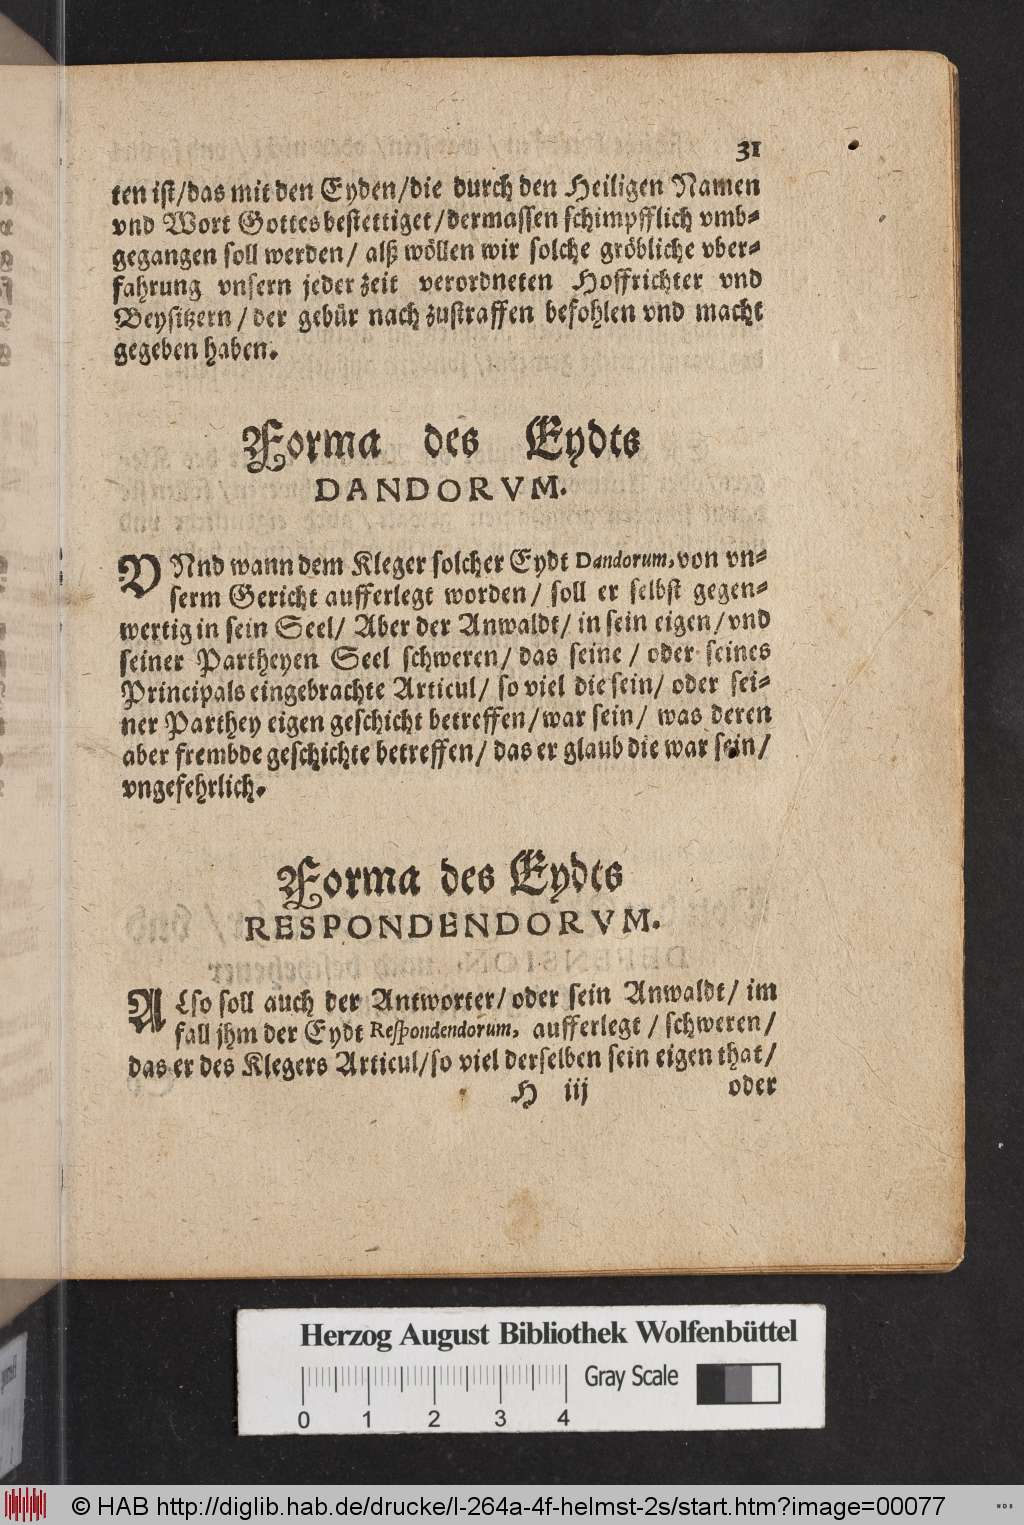 31
ten ist/das mit den Eyden/die durch den Heiligen Namen
vnd Wort Gottes bestettiget/dermassen schimpfflich vmb-
gegangen soll werden/ alß wöllen wir solche gröbliche vber-
fahrung vnsern jeder zeit verordneten Hoffrichter vnd
Beysitzern/der gebür nach zustraffen befohlen vnd macht
gegeben haben.
Forma des Eydts
DANDORVM.
VNnd wann dem Kleger solcher Eydt Dandorum, von vn-
serm Gericht aufferlegt worden/ soll er selbst gegen-
wertig in sein Seel/ Aber der Anwaldt/ in sein eigen/vnd
seiner Partheyen Seel schweren/ das seine / oder seines
Principals eingebrachte Articul/ so viel die sein/ oder sei-
ner Parthey eigen geschicht betreffen/war sein/ was deren
aber frembde geschichte betreffen/ das er glaub die war sein/
vngefehrlich.
Forma des Eydts
RESPONDENDORVM.
ALso soll auch der Antworter/oder sein Anwaldt/ im
fall jhm der Eydt Respondendorum, aufferlegt / schweren/
das er des Klegers Articul/so viel derselben sein eigen that/
H iij oder
Herzog August Bibliothek Wolfenbüttel
Gray Scale
0 1 2 3 4
© HAB http://diglib.hab.de/drucke/l-264a-4f-helmst-2s/start.htm?image=00077